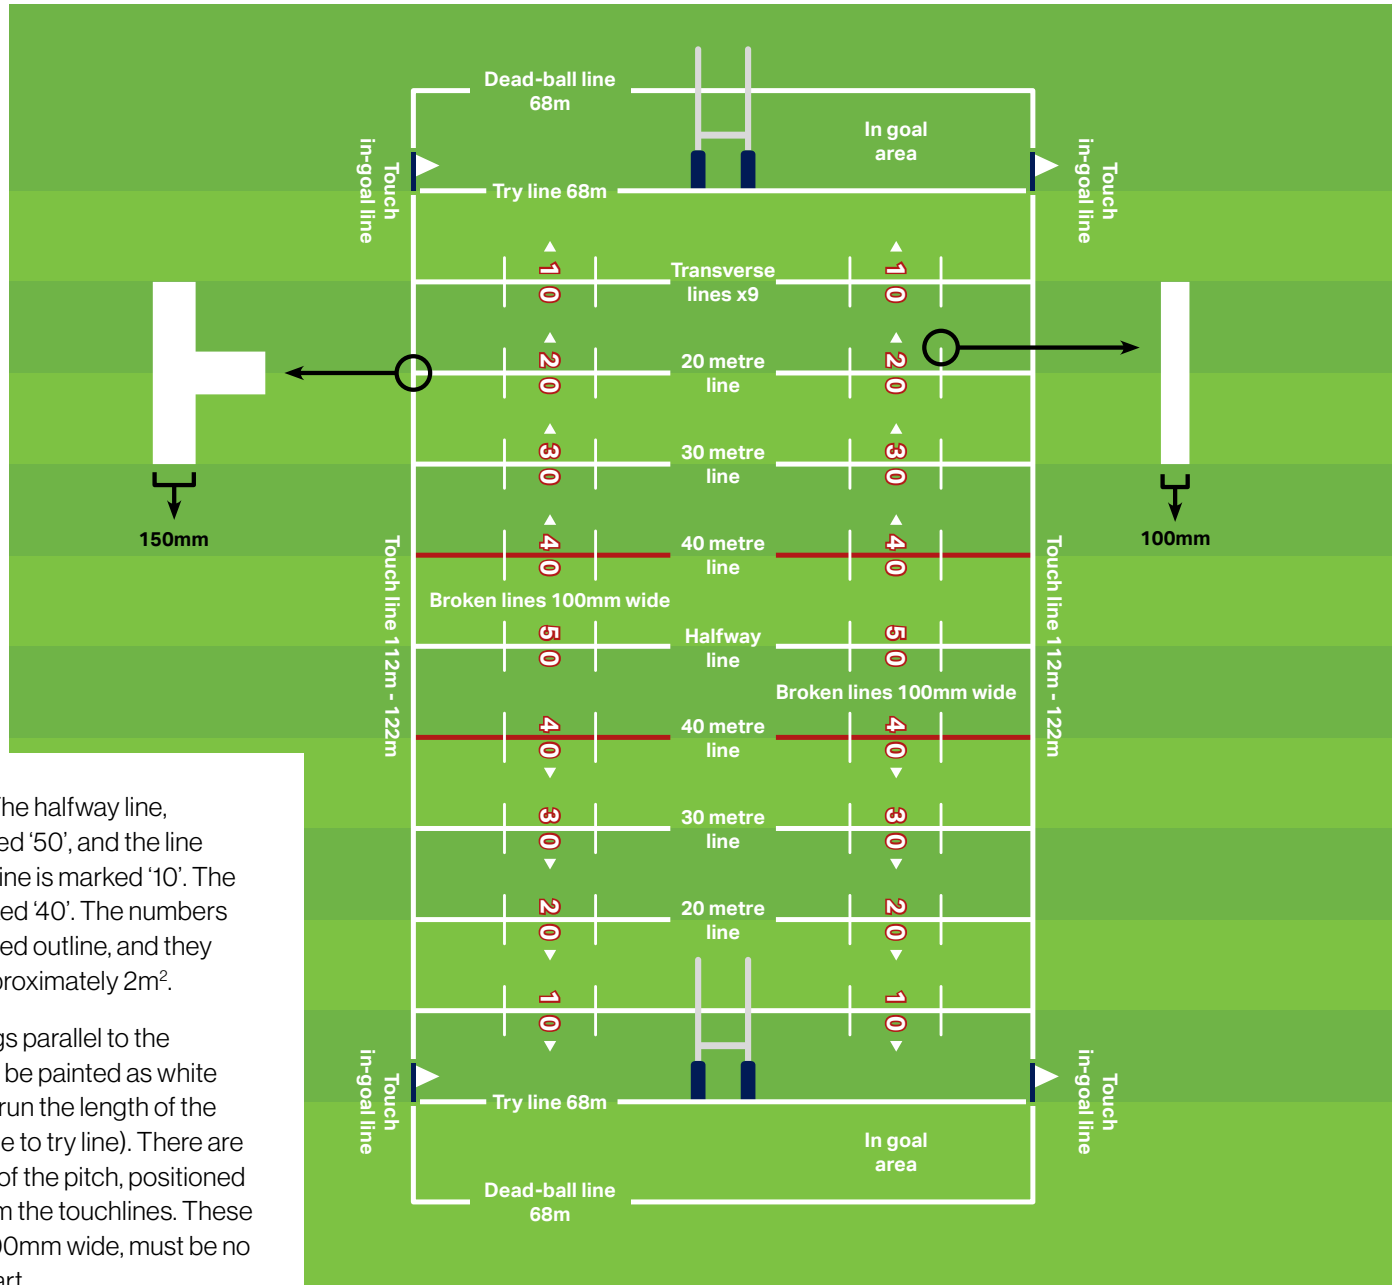 Dead-ball line
68m
In goal
area
Touch
in-goal line
Touch
in-goal line
Try line 68m
10
Transverse
lines x9
10
20
20 metre
line
20
30
30 metre
line
30
150mm
100mm
40
40 metre
line
40
Touch line 112m - 122m
Touch line 112m - 122m
Broken lines 100mm wide
50
Halfway
line
50
Broken lines 100mm wide
40
40 metre
line
40
30
30 metre
line
30
20
20 metre
line
20
10
10
Touch
in-goal line
Touch
in-goal line
Try line 68m
In goal
area
Dead-ball line
68m
The halfway line,
ed ‘50’, and the line
line is marked ‘10’. The
ed ‘40’. The numbers
ed outline, and they
proximately 2m².
gs parallel to the
be painted as white
run the length of the
e to try line). There are
of the pitch, positioned
m the touchlines. These
00mm wide, must be no
art